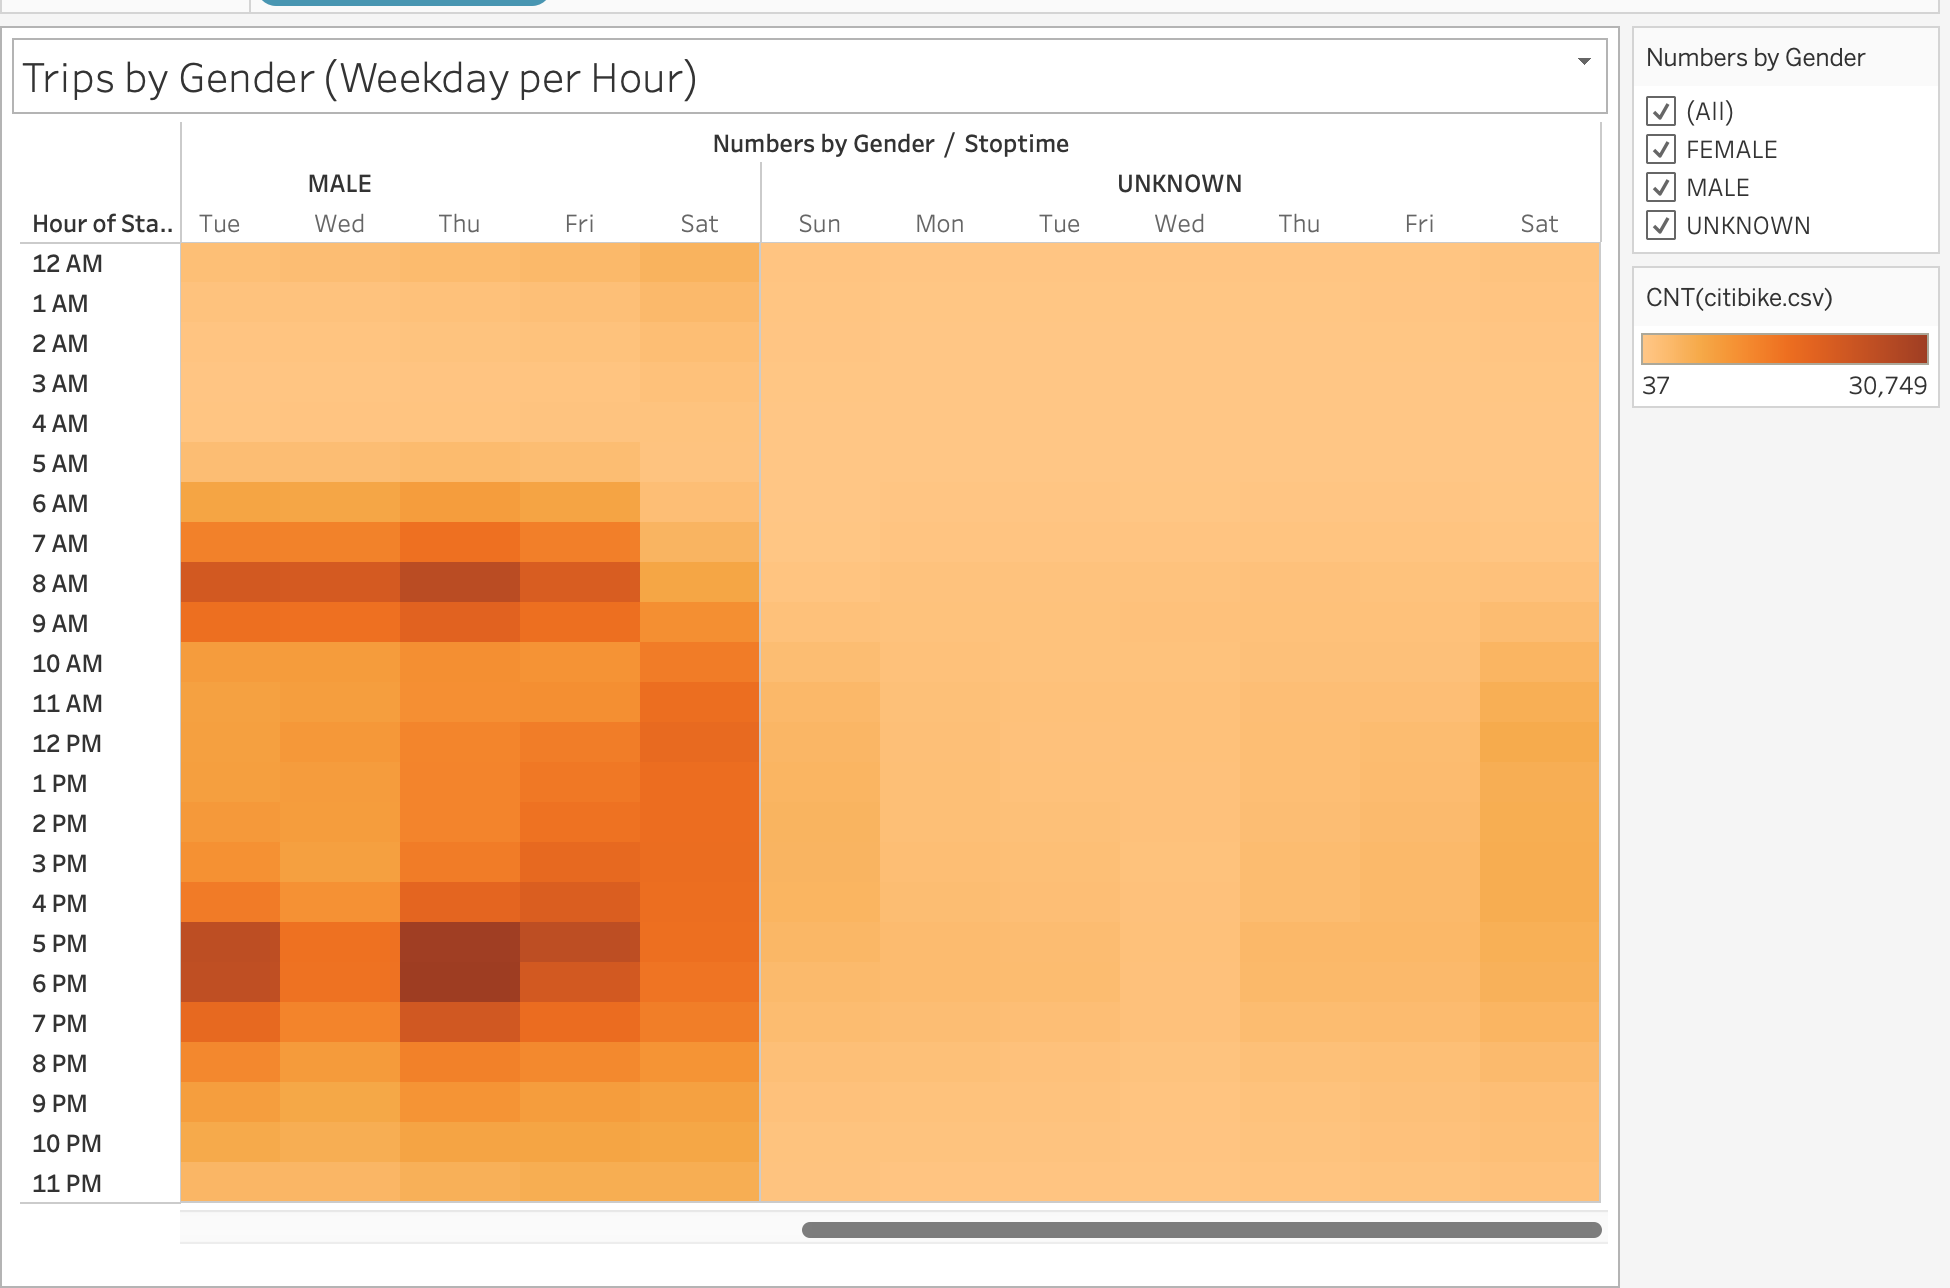 Trips by Gender (Weekday per Hour)
Numbers by Gender / Stoptime
MALE UNKNOWN
Hour of Sta.. Tue Wed Thu Fri Sat Sun Mon Tue Wed Thu Fri Sat
12 AM
1 AM
2 AM
3 AM
4 AM
5 AM
6 AM
7 AM
8 AM
9 AM
10 AM
11 AM
12 PM
1 PM
2 PM
3 PM
4 PM
5 PM
6 PM
7 PM
8 PM
9 PM
10 PM
11 PM
Numbers by Gender
(All)
FEMALE
MALE
UNKNOWN
CNT(citibike.csv)
37 30,749